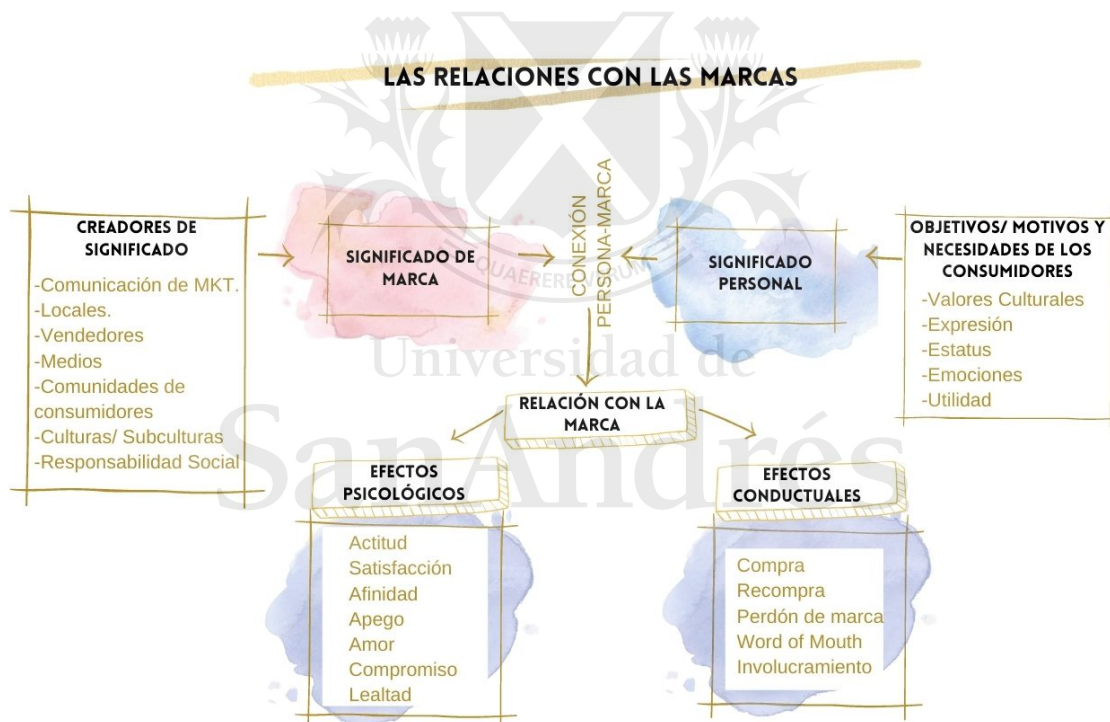 LAS RELACIONES CON LAS MARCAS
CREADORES DE
SIGNIFICADO
-Comunicación de MKT.
-Locales.
-Vendedores
-Medios
-Comunidades de
consumidores
-Culturas/ Subculturas
-Responsabilidad Social
SIGNIFICADO DE
MARCA
CONEXIÓN
PERSONA-MARCA
SIGNIFICADO
PERSONAL
OBJETIVOS/ MOTIVOS Y
NECESIDADES DE LOS
CONSUMIDORES
-Valores Culturales
-Expresión
-Estatus
-Emociones
-Utilidad
QUAERERE VERUM
Universidad de
SanAndrés
RELACIÓN CON LA
MARCA
EFECTOS
PSICOLÓGICOS
Actitud
Satisfacción
Afinidad
Apego
Amor
Compromiso
Lealtad
EFECTOS
CONDUCTUALES
Compra
Recompra
Perdón de marca
Word of Mouth
Involucramiento